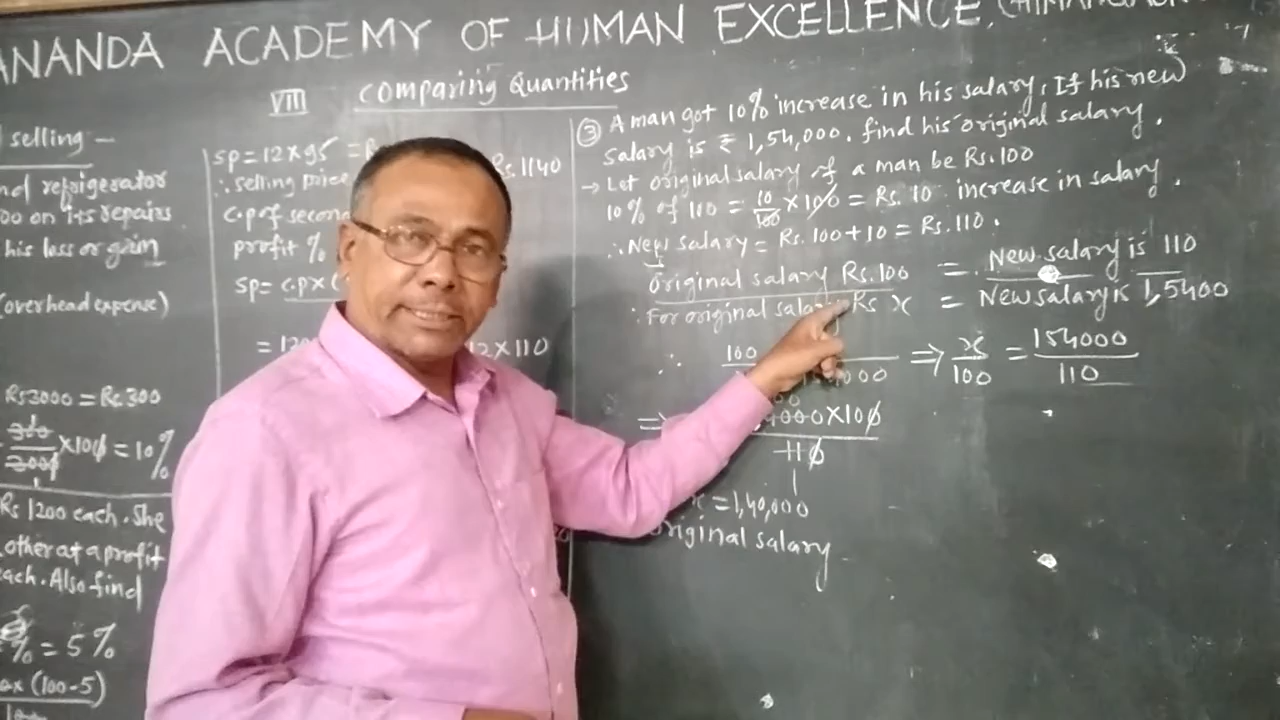 ANANDA ACADEMY OF HUMAN EXCELLENCE,
VIII Comparing Quantities
selling –
nd refrigerator
00 on its repairs
his loss or gain
(overhead expense)
Rs3000 = Rs.300
300/3000 ×100 = 10%
Rs 1200 each. She
other at a profit
each. Also find
% = 5%
(100-5)
SP = 12×95 =
Rs. 1140
∴ selling price
C.p of second
profit %
SP = C.p×(
12×110
③ A man got 10% increase in his salary. If his new
salary is ₹ 1,54,000. find his original salary.
→ Let original salary of a man be Rs.100
10% of 100 = 10/100 ×100 = Rs. 10 increase in salary.
∴ New salary = Rs. 100+10 = Rs. 110.
Original salary Rs.100 = New salary is 110
∴ For original salary Rs x = New salary is 1,5400
∴ 100
⇒ x/100 = 154000/110
⇒
4000×100
110
x = 1,40,000
original salary